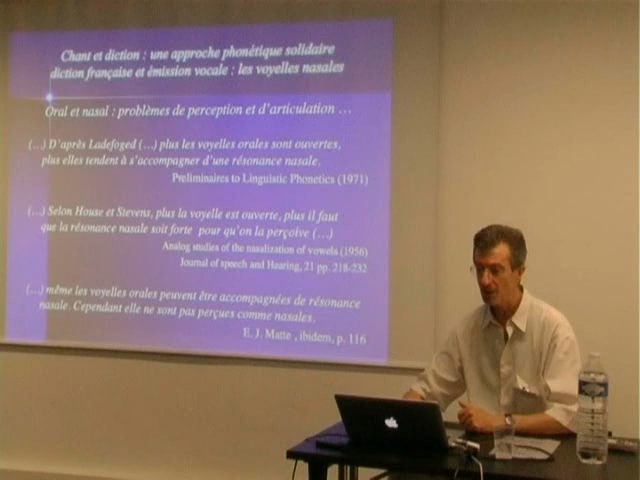 Chant et diction : une approche phonétique solidaire
diction française et émission vocale : les voyelles nasales
Oral et nasal : problèmes de perception et d'articulation ...
(...) D'après Ladefoged (...) plus les voyelles orales sont ouvertes,
plus elles tendent à s'accompagner d'une résonance nasale.
Preliminaires to Linguistic Phonetics (1971)
(...) Selon House et Stevens, plus la voyelle est ouverte, plus il faut
que la résonance nasale soit forte pour qu'on la perçoive (...)
Analog studies of the nasalization of vowels (1956)
Journal of speech and Hearing, 21 pp. 218-232
(...) même les voyelles orales peuvent être accompagnées de résonance
nasale. Cependant elle ne sont pas perçues comme nasales.
E. J. Matte , ibidem, p. 116